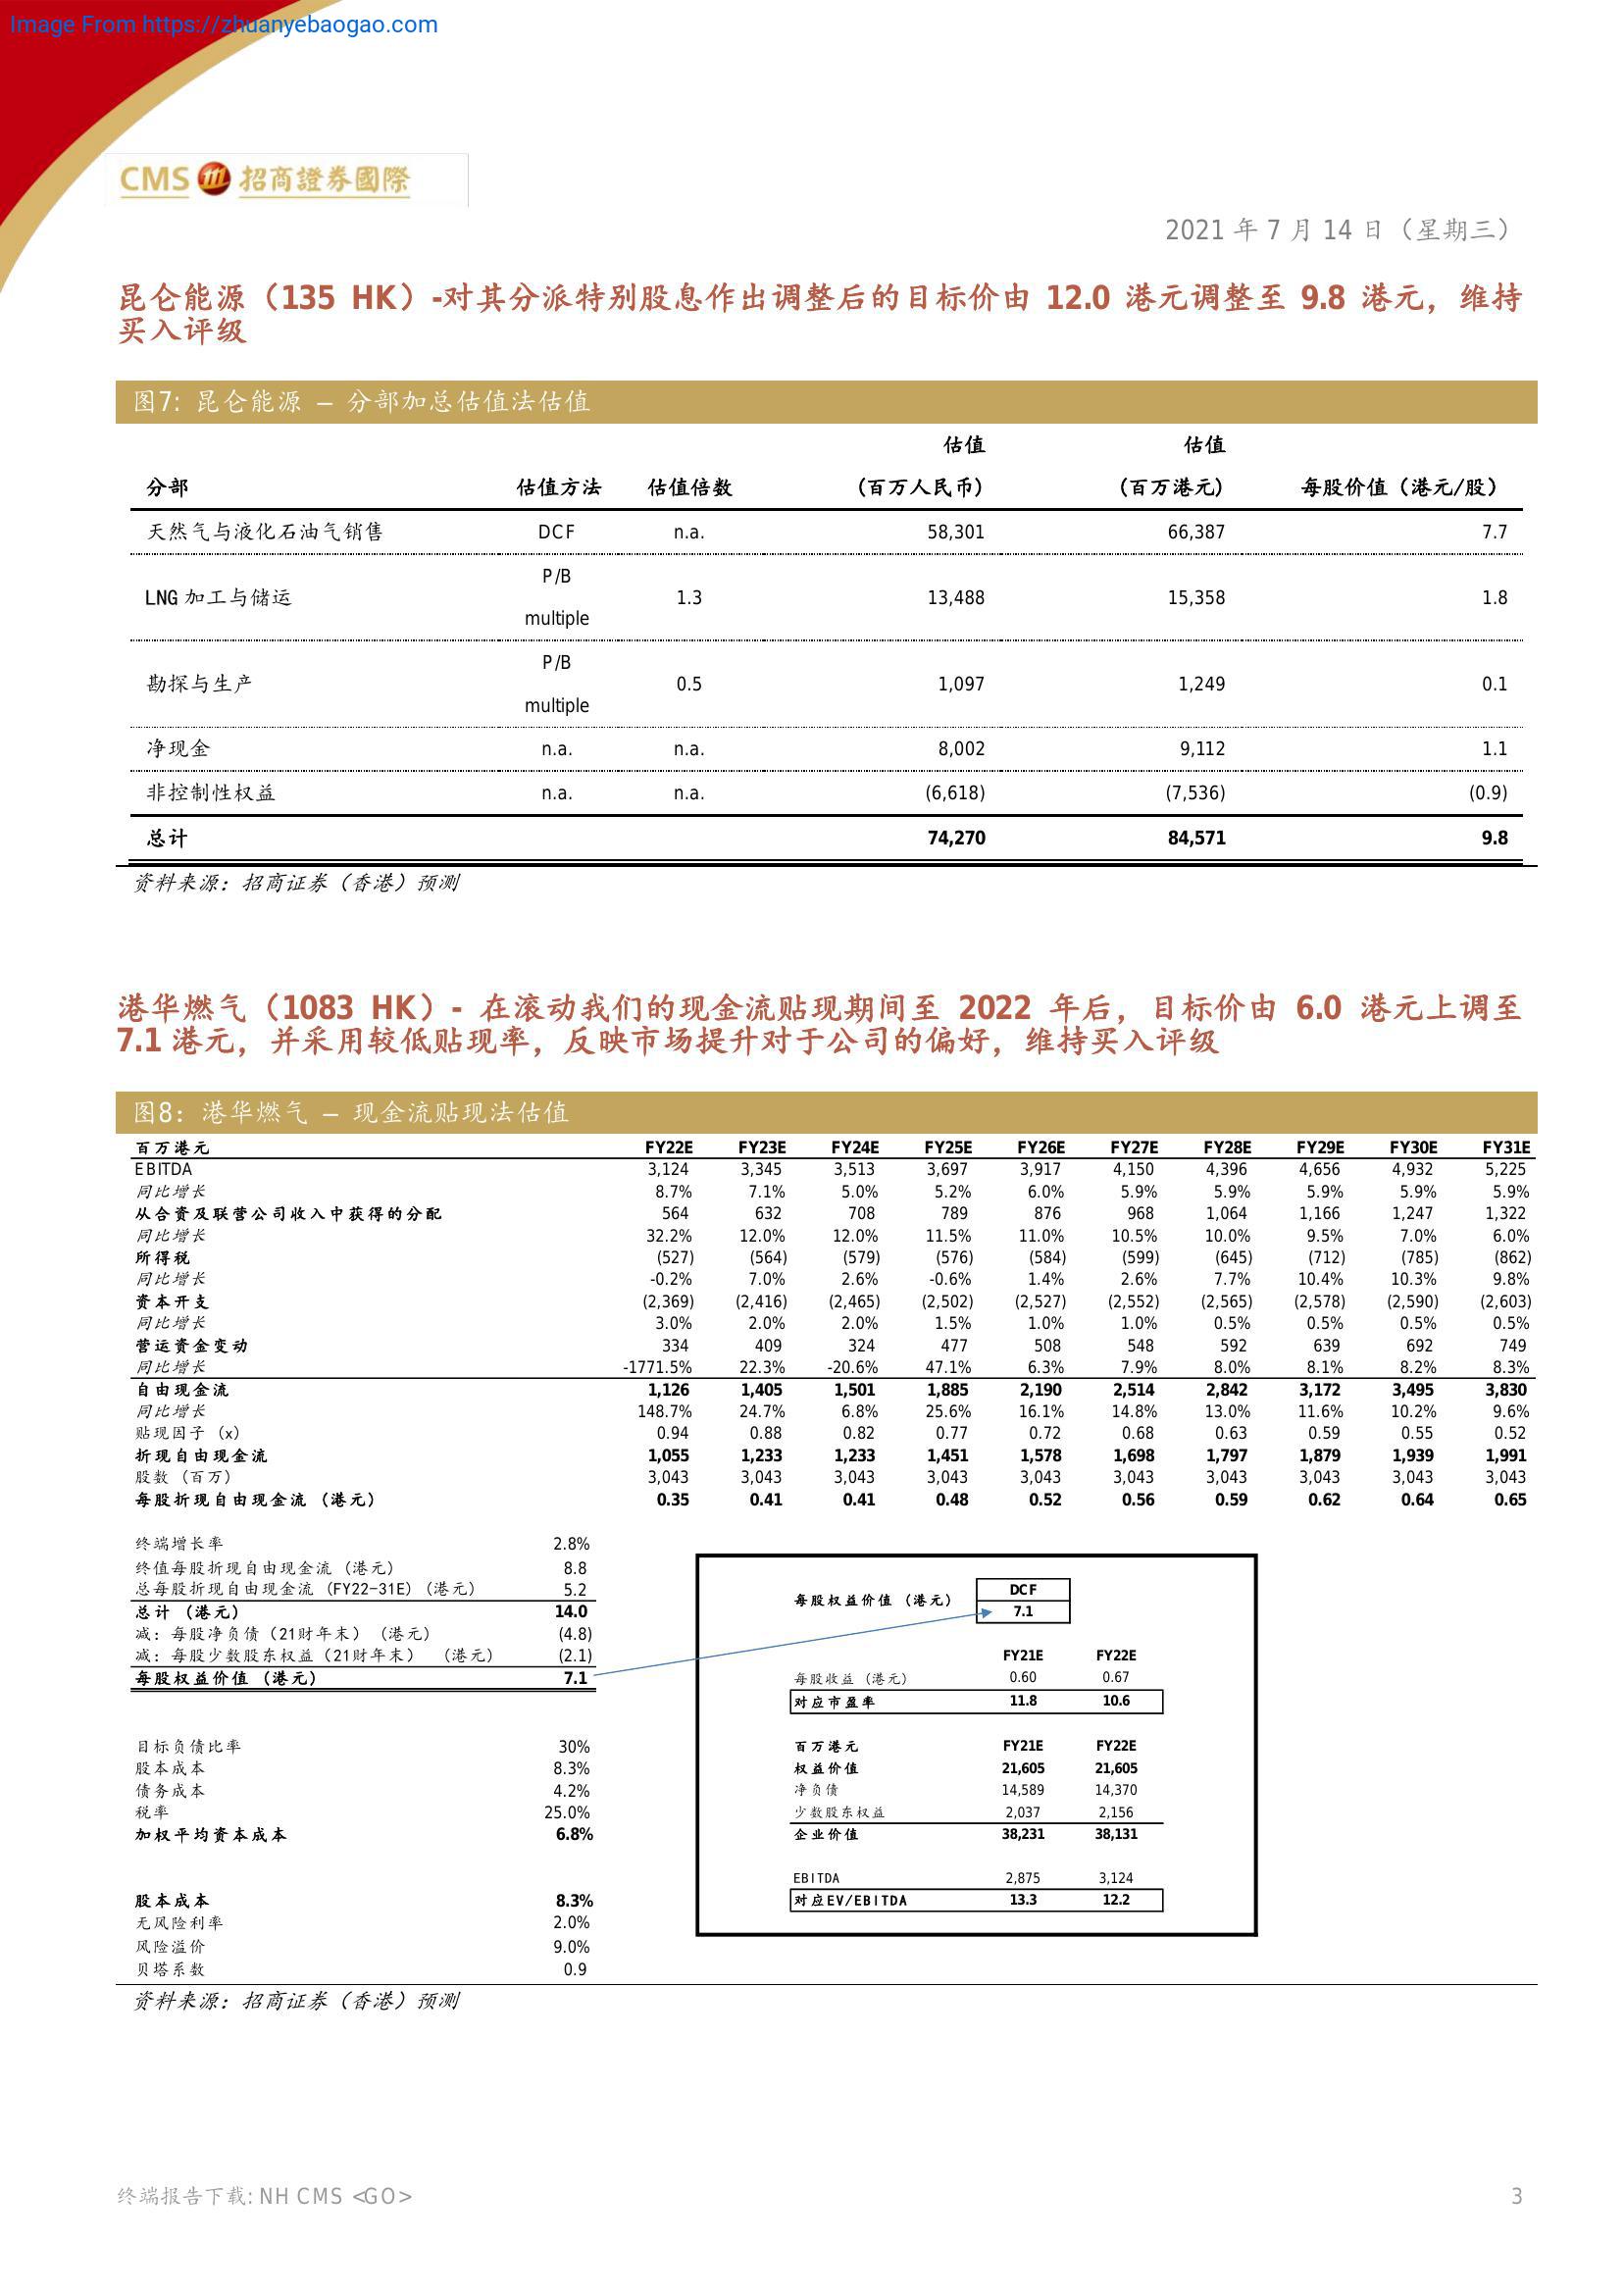 Image From https://zhuanyebaogao.com
CMS 招商證券國際
2021 年 7 月 14 日（星期三）
昆仑能源（135 HK）-对其分派特别股息作出调整后的目标价由 12.0 港元调整至 9.8 港元，维持
买入评级
图7: 昆仑能源 – 分部加总估值法估值
估值 估值
分部 估值方法 估值倍数 (百万人民币) (百万港元) 每股价值（港元/股）
天然气与液化石油气销售 DCF n.a. 58,301 66,387 7.7
P/B
LNG 加工与储运 1.3 13,488 15,358 1.8
multiple
P/B
勘探与生产 0.5 1,097 1,249 0.1
multiple
净现金 n.a. n.a. 8,002 9,112 1.1
非控制性权益 n.a. n.a. (6,618) (7,536) (0.9)
总计 74,270 84,571 9.8
资料来源：招商证券（香港）预测
港华燃气（1083 HK）- 在滚动我们的现金流贴现期间至 2022 年后，目标价由 6.0 港元上调至
7.1 港元，并采用较低贴现率，反映市场提升对于公司的偏好，维持买入评级
图8: 港华燃气 – 现金流贴现法估值
百万港元 FY22E FY23E FY24E FY25E FY26E FY27E FY28E FY29E FY30E FY31E
EBITDA 3,124 3,345 3,513 3,697 3,917 4,150 4,396 4,656 4,932 5,225
同比增长 8.7% 7.1% 5.0% 5.2% 6.0% 5.9% 5.9% 5.9% 5.9% 5.9%
从合资及联营公司收入中获得的分配 564 632 708 789 876 968 1,064 1,166 1,247 1,322
同比增长 32.2% 12.0% 12.0% 11.5% 11.0% 10.5% 10.0% 9.5% 7.0% 6.0%
所得税 (527) (564) (579) (576) (584) (599) (645) (712) (785) (862)
同比增长 -0.2% 7.0% 2.6% -0.6% 1.4% 2.6% 7.7% 10.4% 10.3% 9.8%
资本开支 (2,369) (2,416) (2,465) (2,502) (2,527) (2,552) (2,565) (2,578) (2,590) (2,603)
同比增长 3.0% 2.0% 2.0% 1.5% 1.0% 1.0% 0.5% 0.5% 0.5% 0.5%
营运资金变动 334 409 324 477 508 548 592 639 692 749
同比增长 -1771.5% 22.3% -20.6% 47.1% 6.3% 7.9% 8.0% 8.1% 8.2% 8.3%
自由现金流 1,126 1,405 1,501 1,885 2,190 2,514 2,842 3,172 3,495 3,830
同比增长 148.7% 24.7% 6.8% 25.6% 16.1% 14.8% 13.0% 11.6% 10.2% 9.6%
贴现因子 (x) 0.94 0.88 0.82 0.77 0.72 0.68 0.63 0.59 0.55 0.52
折现自由现金流 1,055 1,233 1,233 1,451 1,578 1,698 1,797 1,879 1,939 1,991
股数 (百万) 3,043 3,043 3,043 3,043 3,043 3,043 3,043 3,043 3,043 3,043
每股折现自由现金流 (港元) 0.35 0.41 0.41 0.48 0.52 0.56 0.59 0.62 0.64 0.65
终端增长率 2.8%
终值每股折现自由现金流 (港元) 8.8
总每股折现自由现金流 (FY22-31E) (港元) 5.2
总计 (港元) 14.0
减: 每股净负债（21财年末） (港元) (4.8)
减: 每股少数股东权益（21财年末） (港元) (2.1)
每股权益价值 (港元) 7.1
目标负债比率 30%
股本成本 8.3%
债务成本 4.2%
税率 25.0%
加权平均资本成本 6.8%
股本成本 8.3%
无风险利率 2.0%
风险溢价 9.0%
贝塔系数 0.9
DCF
每股权益价值 (港元) 7.1
FY21E FY22E
每股收益 (港元) 0.60 0.67
对应市盈率 11.8 10.6
百万港元 FY21E FY22E
权益价值 21,605 21,605
净负债 14,589 14,370
少数股东权益 2,037 2,156
企业价值 38,231 38,131
EBITDA 2,875 3,124
对应EV/EBITDA 13.3 12.2
资料来源：招商证券（香港）预测
终端报告下载: NH CMS <GO>
3